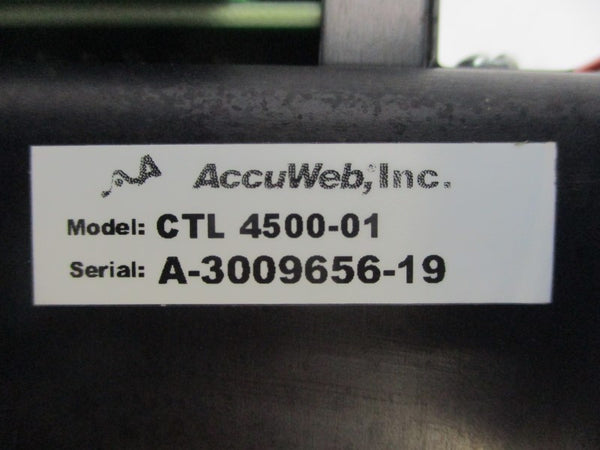 AccuWeb, Inc.
Model: CTL 4500-01
Serial: A-3009656-19